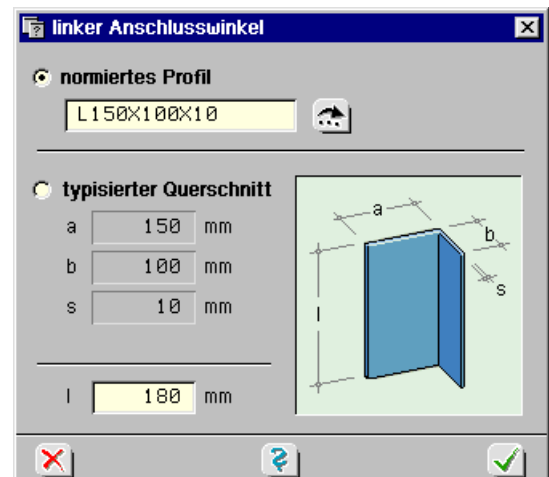 linker Anschlusswinkel
normiertes Profil
L150X100X10
typisierter Querschnitt
a 150 mm
b 100 mm
s 10 mm
l 180 mm
a
b
s
l